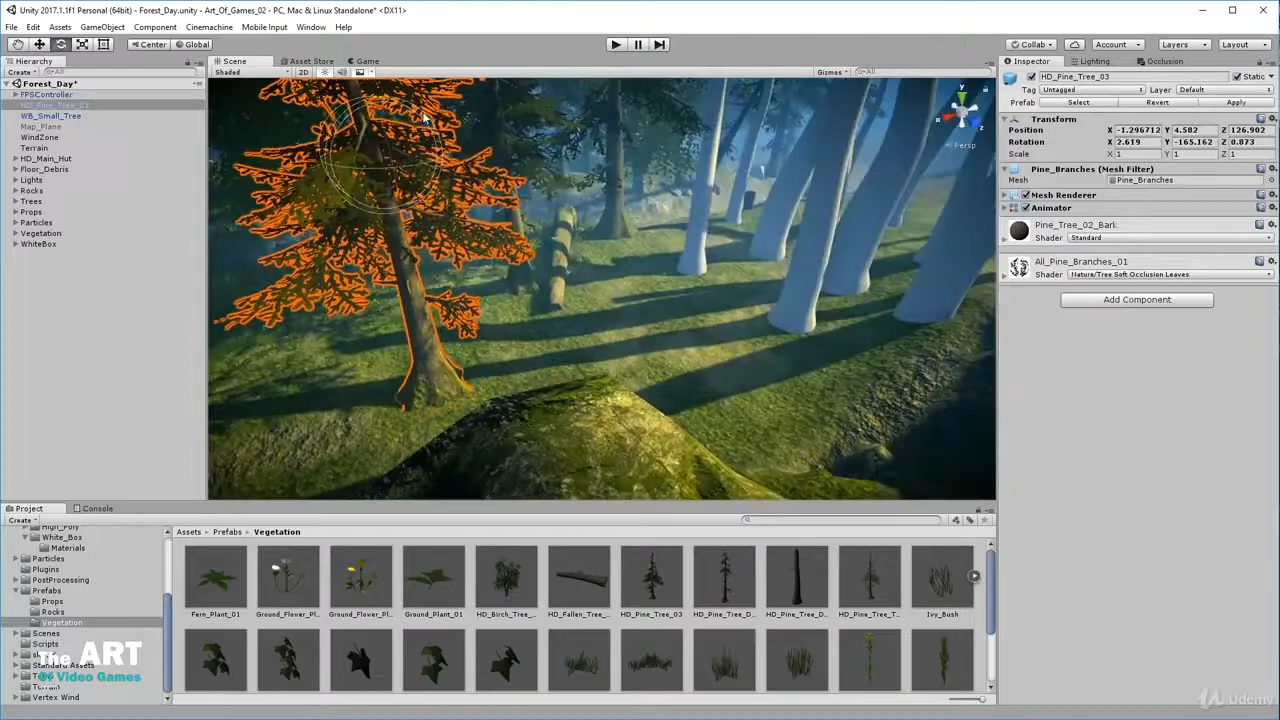 Unity 2017.1.1f1 Personal (64bit) - Forest_Day.unity - Art_Of_Games_02 - PC, Mac & Linux Standalone* <DX11>
File Edit Assets GameObject Component Cinemachine Mobile Input Window Help
Center Global Collab Account Layers Layout
Hierarchy Scene Asset Store Game Inspector Lighting Occlusion
Create All Shaded 2D Gizmos All
HD_Pine_Tree_03 Static
Tag Untagged Layer Default
Prefab Select Revert Apply
Forest_Day*
FPSController
HD_Pine_Tree_03
WB_Small_Tree
Map_Plane
WindZone
Terrain
HD_Main_Hut
Floor_Debris
Lights
Rocks
Trees
Props
Particles
Vegetation
WhiteBox
y
x
z
Persp
Transform
Position X -1.296712 Y 4.582 Z 126.902
Rotation X 2.619 Y -165.162 Z 0.873
Scale X 1 Y 1 Z 1
Pine_Branches (Mesh Filter)
Mesh Pine_Branches
Mesh Renderer
Animator
Pine_Tree_02_Bark
Shader Standard
All_Pine_Branches_01
Shader Nature/Tree Soft Occlusion Leaves
Add Component
Project Console
Create
High_Poly
White_Box
Materials
Particles
Plugins
PostProcessing
Prefabs
Props
Rocks
Vegetation
Scenes
Scripts
Standard Assets
Vertex Wind
Assets Prefabs Vegetation
Fern_Plant_01 Ground_Flower_Pl... Ground_Flower_Pl... Ground_Plant_01 HD_Birch_Tree_... HD_Fallen_Tree_... HD_Pine_Tree_03 HD_Pine_Tree_D... HD_Pine_Tree_D... HD_Pine_Tree_T... Ivy_Bush
The ART
Of Video Games
Udemy